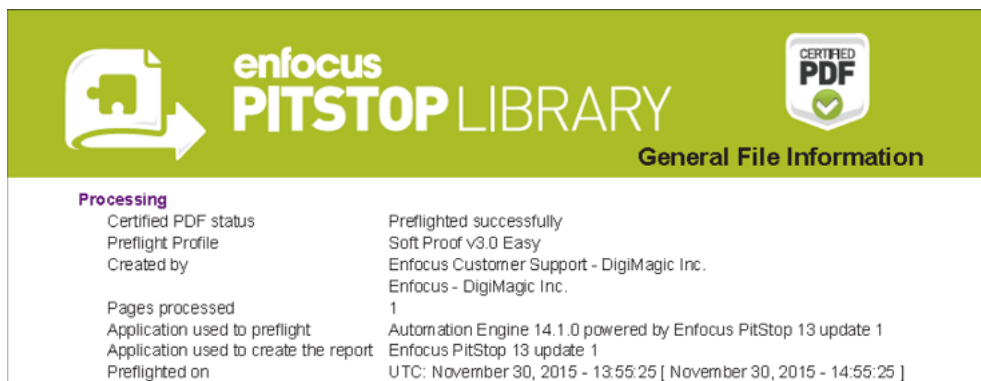 enfocus
PITSTOP LIBRARY
CERTIFIED
PDF
General File Information
Processing
Certified PDF status Preflighted successfully
Preflight Profile Soft Proof v3.0 Easy
Created by Enfocus Customer Support - DigiMagic Inc.
Enfocus - DigiMagic Inc.
Pages processed 1
Application used to preflight Automation Engine 14.1.0 powered by Enfocus PitStop 13 update 1
Application used to create the report Enfocus PitStop 13 update 1
Preflighted on UTC: November 30, 2015 - 13:55:25 [ November 30, 2015 - 14:55:25 ]